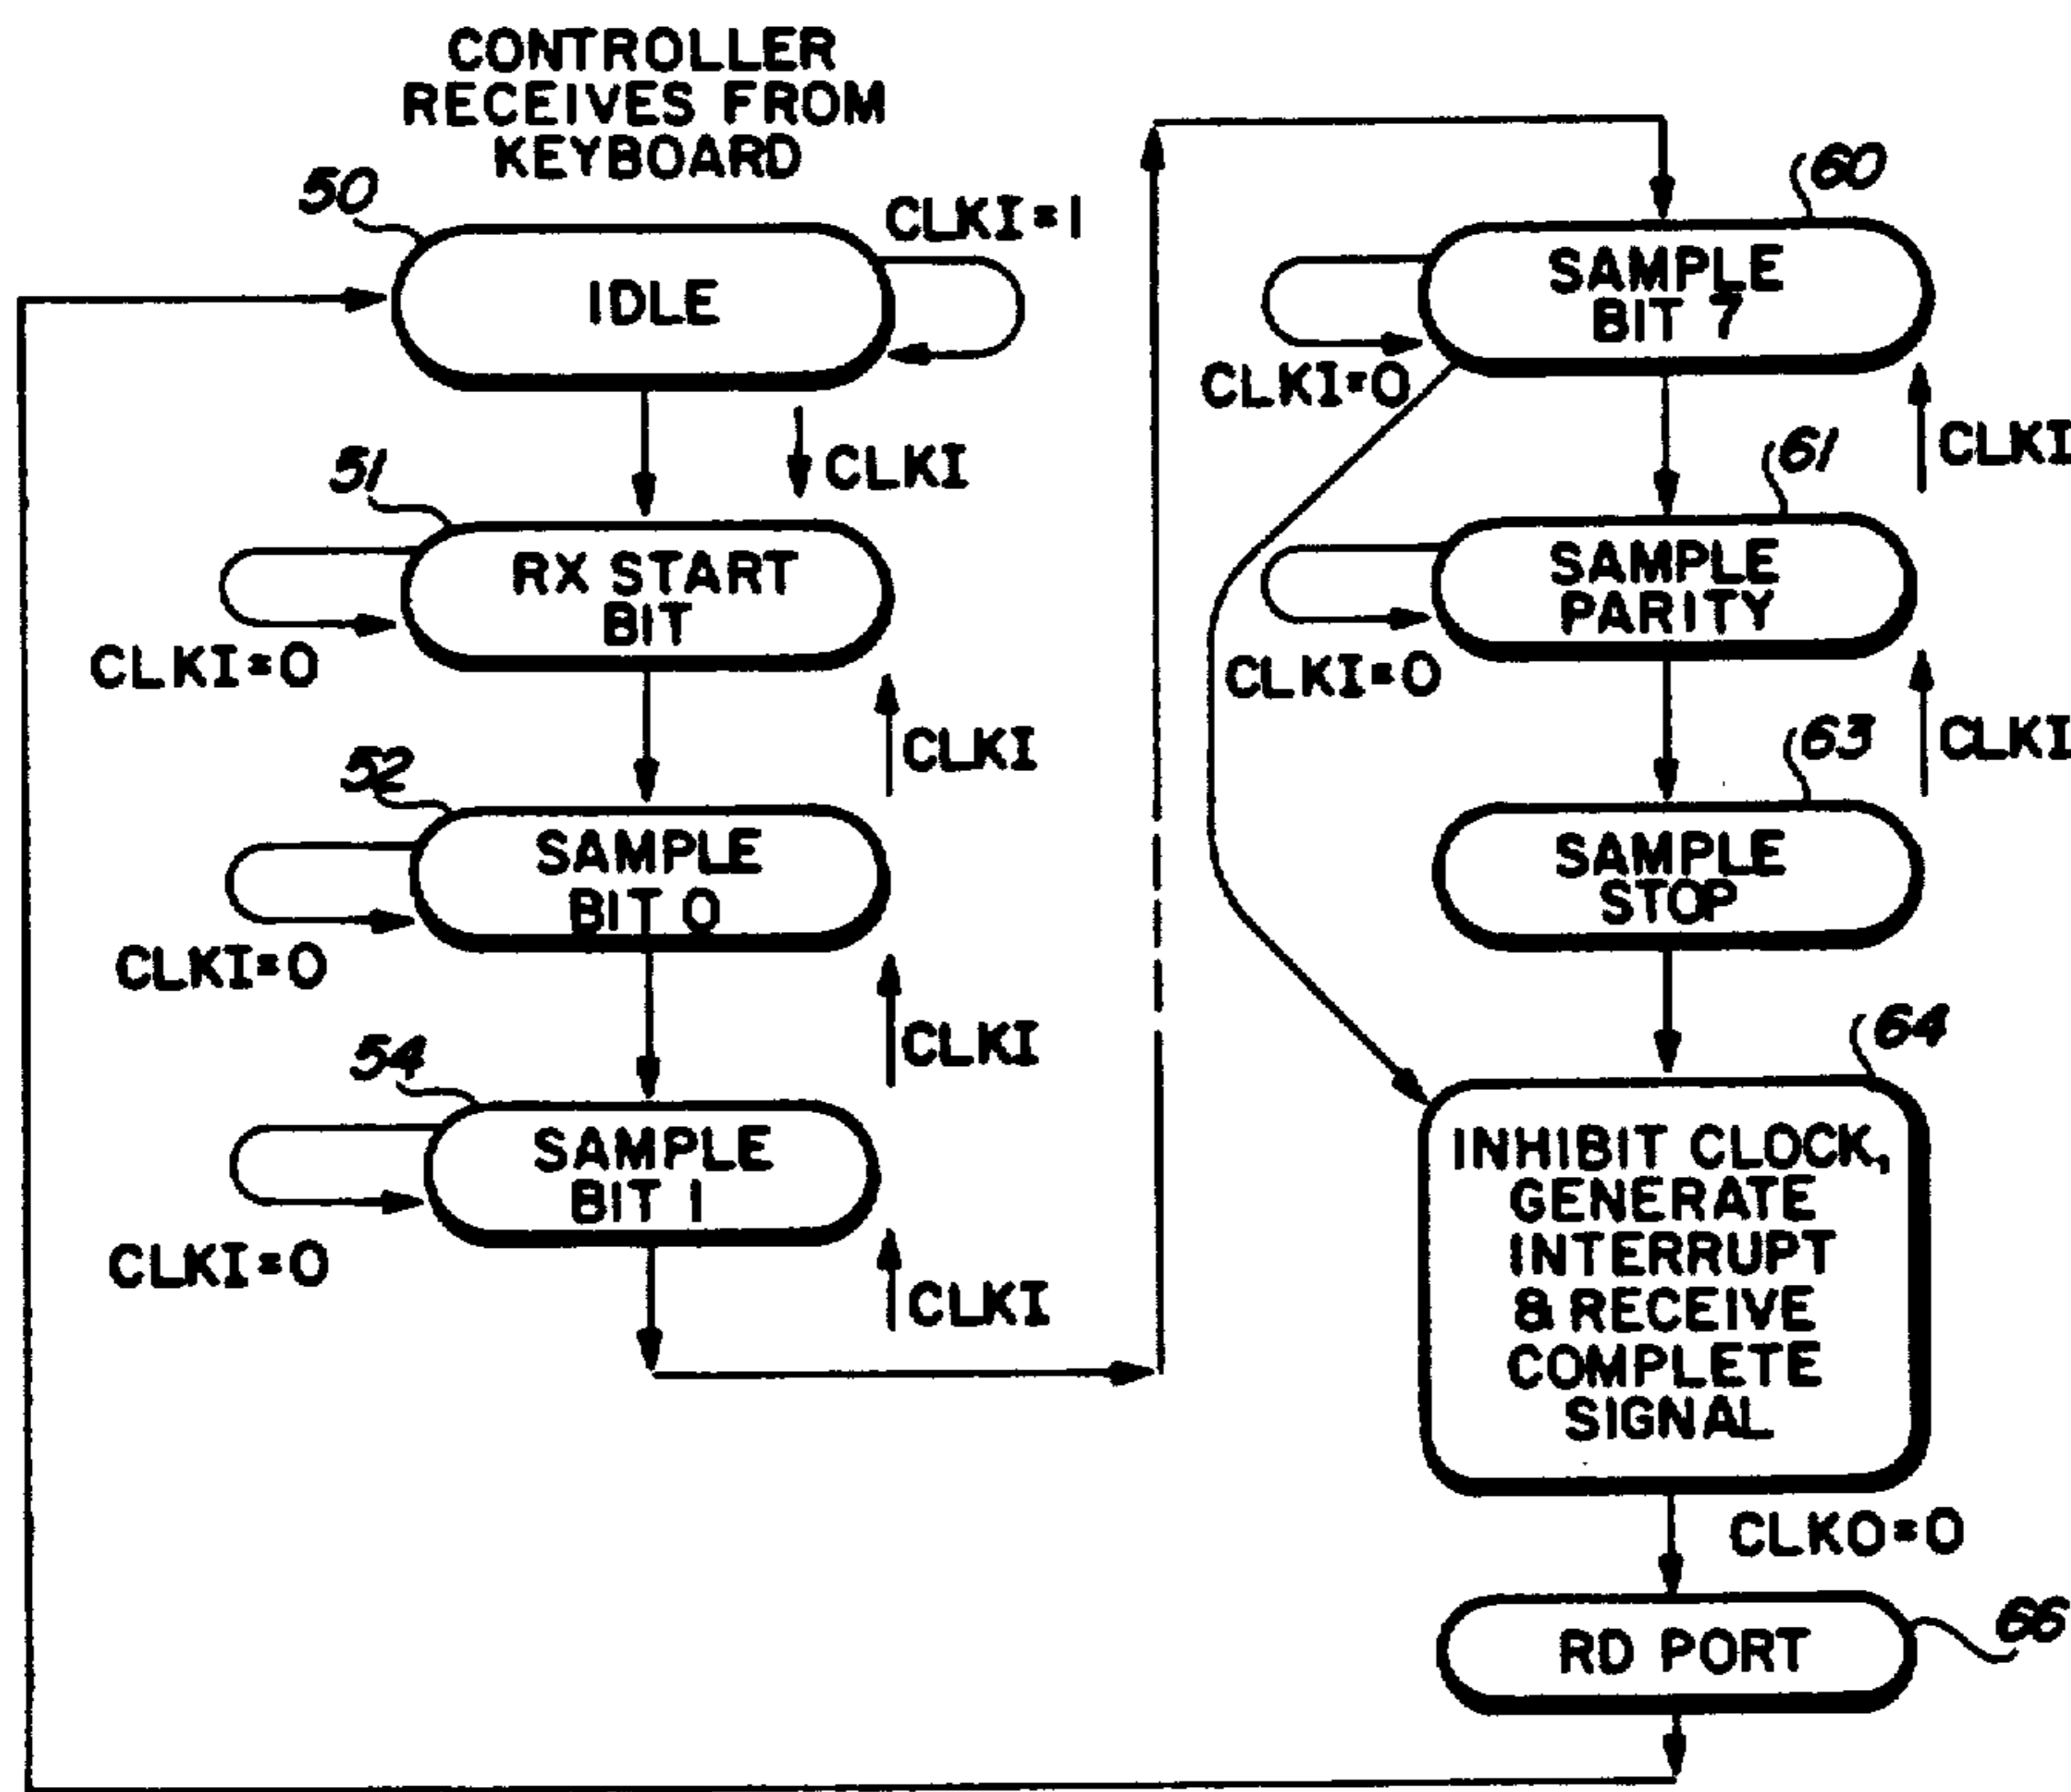 CONTROLLER
RECEIVES FROM
KEYBOARD
50
CLKI=1
IDLE
CLKI
51
RX START
BIT
CLKI=0
CLKI
52
SAMPLE
BIT 0
CLKI=0
CLKI
54
SAMPLE
BIT 1
CLKI=0
CLKI
60
SAMPLE
BIT 7
CLKI=0
CLKI
61
SAMPLE
PARITY
CLKI=0
CLKI
63
SAMPLE
STOP
64
INHIBIT CLOCK,
GENERATE
INTERRUPT
& RECEIVE
COMPLETE
SIGNAL
CLKO=0
RD PORT
66